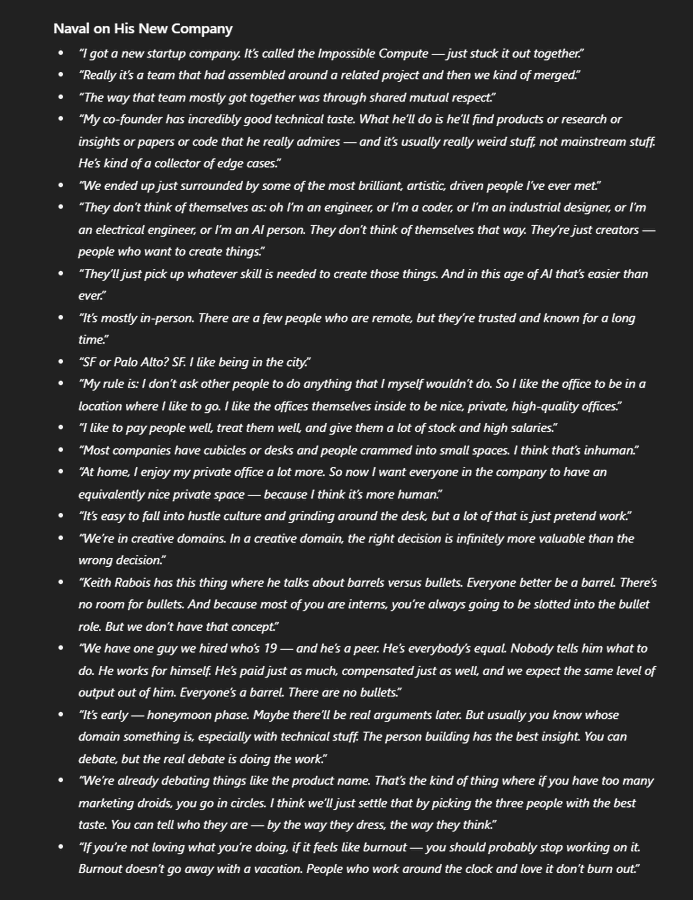 Naval on His New Company
• “I got a new startup company. It’s called the Impossible Compute — just stuck it out together.”
• “Really it’s a team that had assembled around a related project and then we kind of merged.”
• “The way that team mostly got together was through shared mutual respect.”
• “My co-founder has incredibly good technical taste. What he’ll do is he’ll find products or research or
insights or papers or code that he really admires — and it’s usually really weird stuff, not mainstream stuff.
He’s kind of a collector of edge cases.”
• “We ended up just surrounded by some of the most brilliant, artistic, driven people I’ve ever met.”
• “They don’t think of themselves as: oh I’m an engineer, or I’m a coder, or I’m an industrial designer, or I’m
an electrical engineer, or I’m an AI person. They don’t think of themselves that way. They’re just creators —
people who want to create things.”
• “They’ll just pick up whatever skill is needed to create those things. And in this age of AI that’s easier than
ever.”
• “It’s mostly in-person. There are a few people who are remote, but they’re trusted and known for a long
time.”
• “SF or Palo Alto? SF. I like being in the city.”
• “My rule is: I don’t ask other people to do anything that I myself wouldn’t do. So I like the office to be in a
location where I like to go. I like the offices themselves inside to be nice, private, high-quality offices.”
• “I like to pay people well, treat them well, and give them a lot of stock and high salaries.”
• “Most companies have cubicles or desks and people crammed into small spaces. I think that’s inhuman.”
• “At home, I enjoy my private office a lot more. So now I want everyone in the company to have an
equivalently nice private space — because I think it’s more human.”
• “It’s easy to fall into hustle culture and grinding around the desk, but a lot of that is just pretend work.”
• “We’re in creative domains. In a creative domain, the right decision is infinitely more valuable than the
wrong decision.”
• “Keith Rabois has this thing where he talks about barrels versus bullets. Everyone better be a barrel. There’s
no room for bullets. And because most of you are interns, you’re always going to be slotted into the bullet
role. But we don’t have that concept.”
• “We have one guy we hired who’s 19 — and he’s a peer. He’s everybody’s equal. Nobody tells him what to
do. He works for himself. He’s paid just as much, compensated just as well, and we expect the same level of
output out of him. Everyone’s a barrel. There are no bullets.”
• “It’s early — honeymoon phase. Maybe there’ll be real arguments later. But usually you know whose
domain something is, especially with technical stuff. The person building has the best insight. You can
debate, but the real debate is doing the work.”
• “We’re already debating things like the product name. That’s the kind of thing where if you have too many
marketing droids, you go in circles. I think we’ll just settle that by picking the three people with the best
taste. You can tell who they are — by the way they dress, the way they think.”
• “If you’re not loving what you’re doing, if it feels like burnout — you should probably stop working on it.
Burnout doesn’t go away with a vacation. People who work around the clock and love it don’t burn out.”